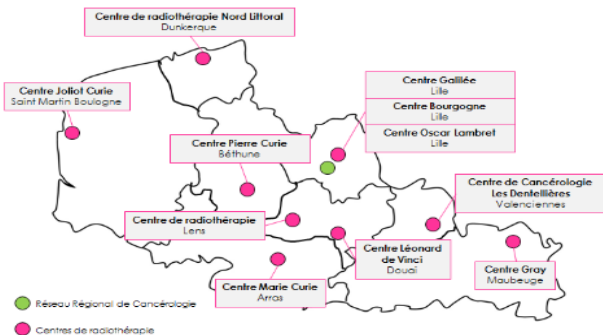 Centre de radiothérapie Nord Littoral
Dunkerque
Centre Joliot Curie
Saint Martin Boulogne
Centre Galilée
Lille
Centre Bourgogne
Lille
Centre Oscar Lambret
Lille
Centre Pierre Curie
Béthune
Centre de Cancérologie
Les Dentellières
Valenciennes
Centre de radiothérapie
Lens
Centre Léonard
de Vinci
Douai
Centre Gray
Maubeuge
Centre Marie Curie
Arras
Réseau Régional de Cancérologie
Centres de radiothérapie